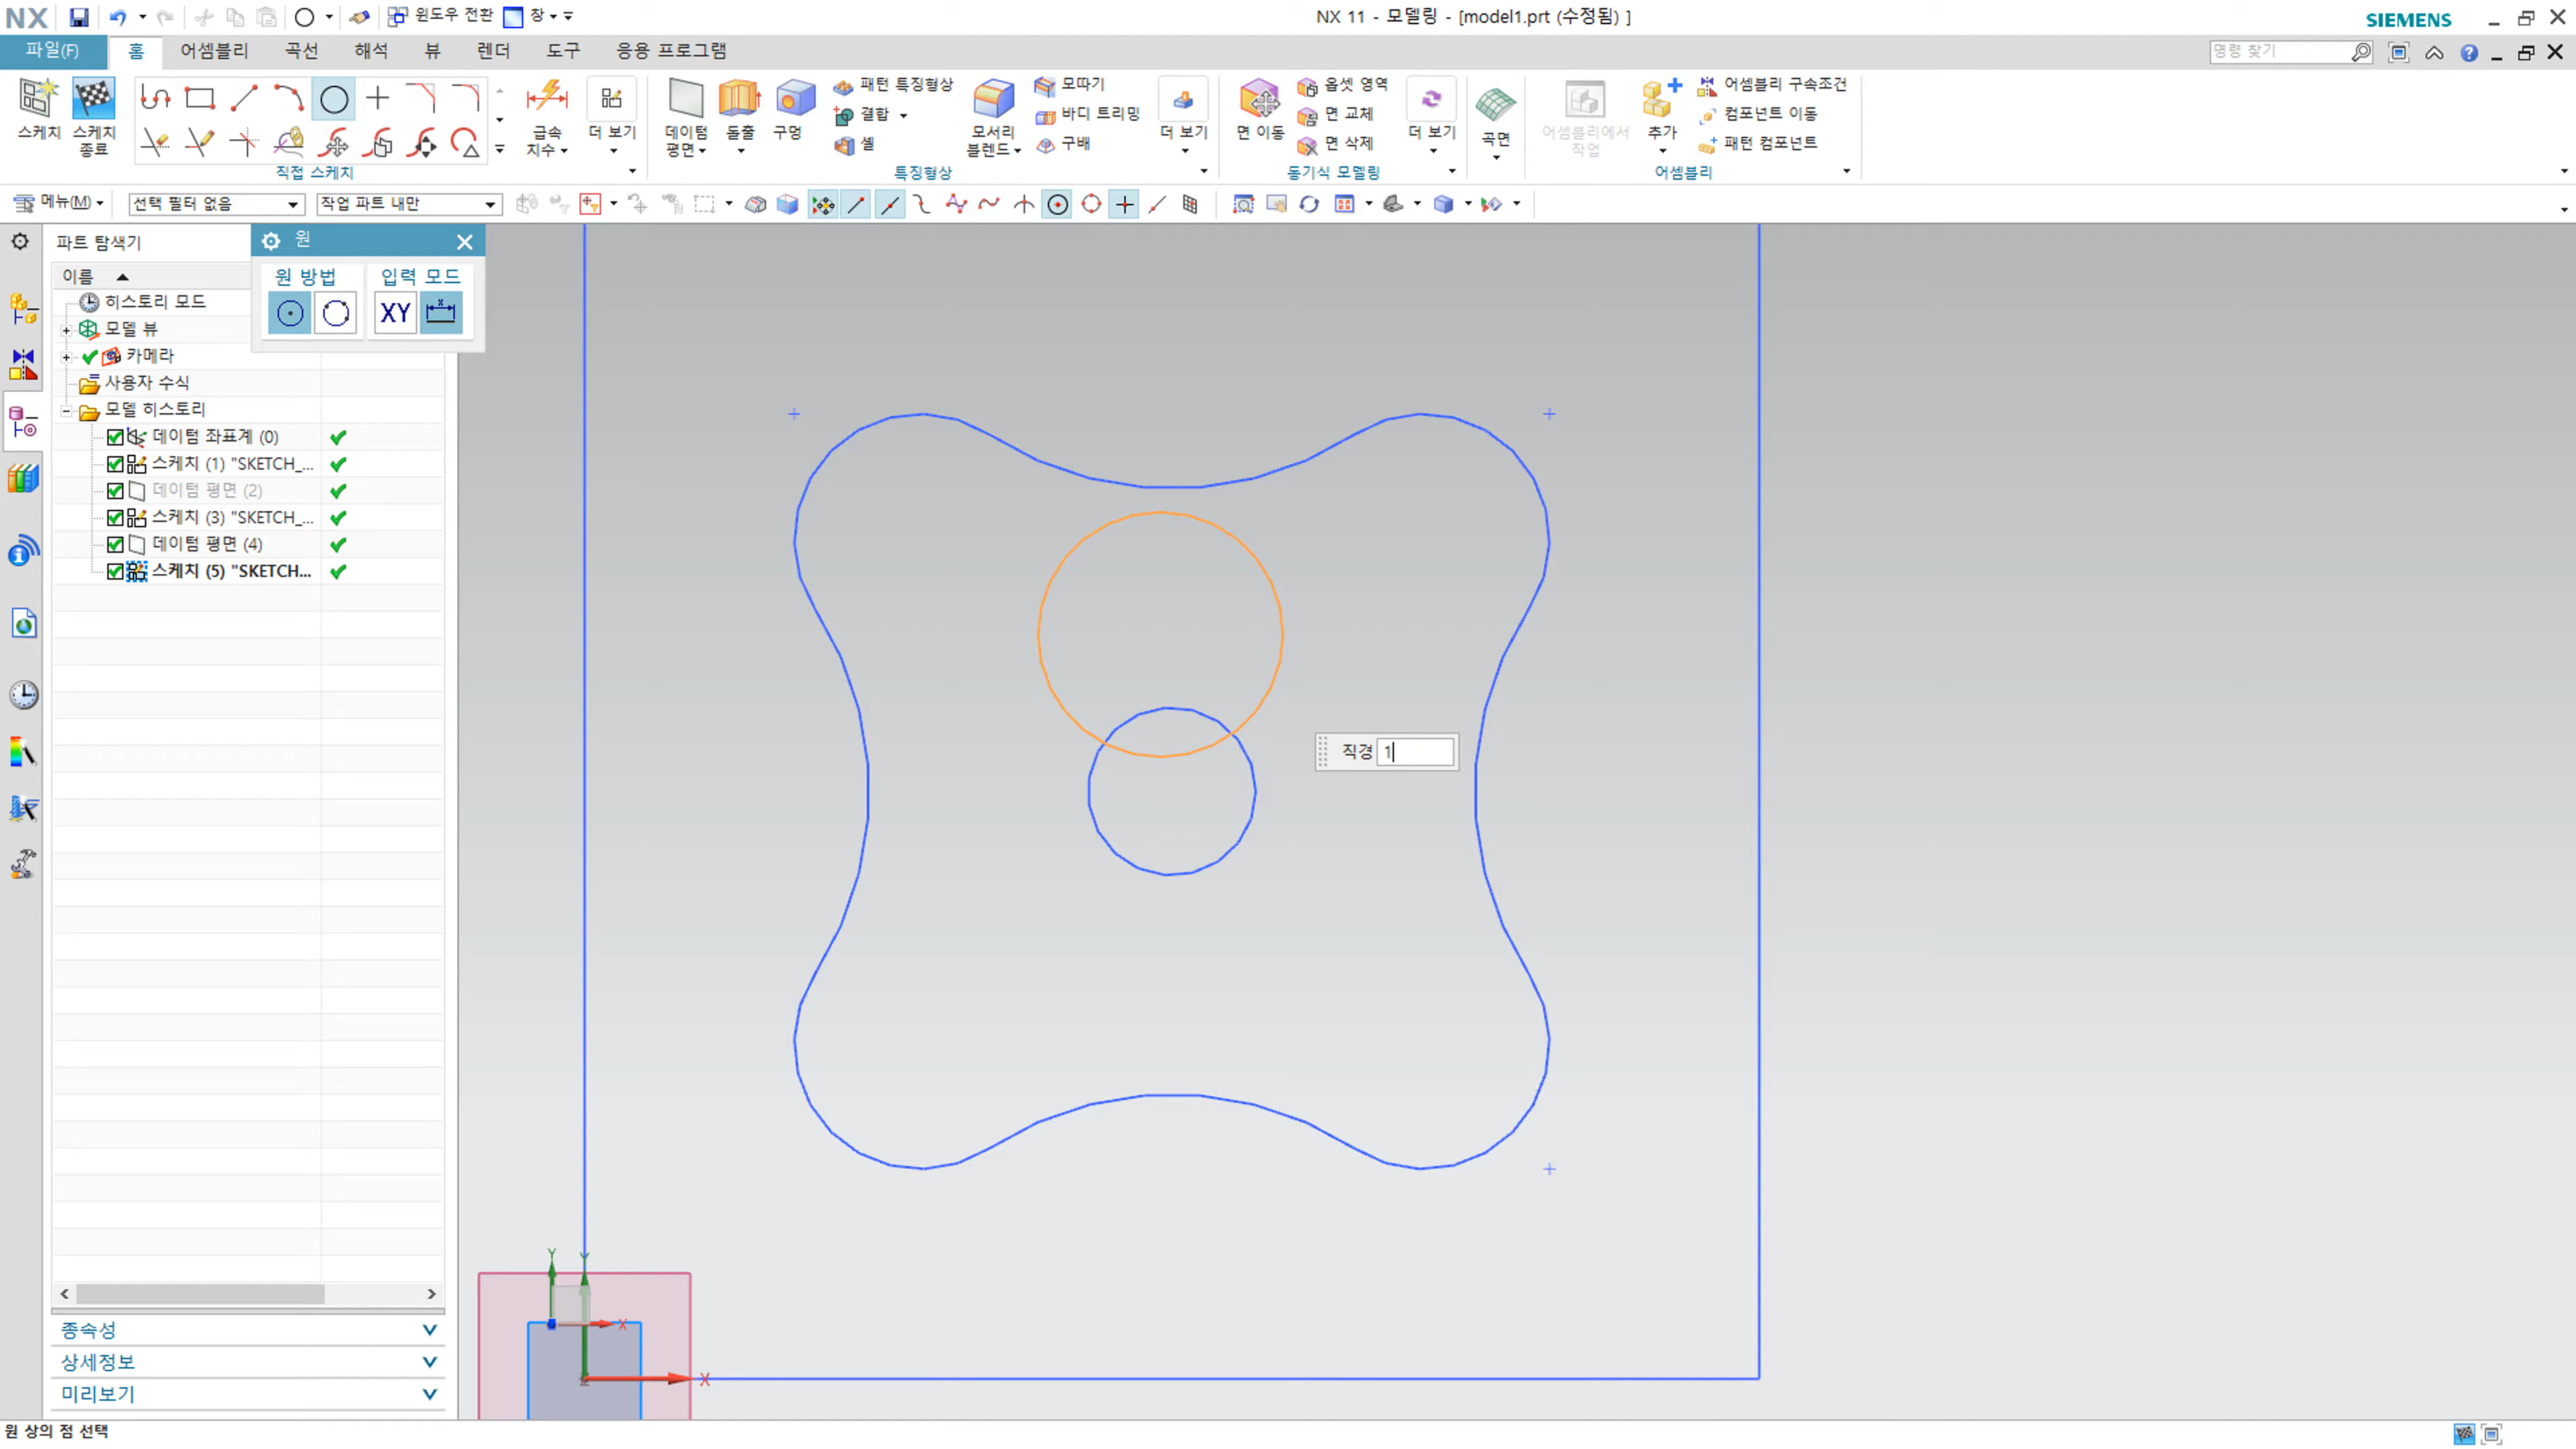 NX 윈도우 전환 창 NX 11 - 모델링 - [model1.prt (수정됨) ] SIEMENS
파일(F) 홈 어셈블리 곡선 해석 뷰 렌더 도구 응용 프로그램 명령 찾기
스케치 스케치 종료 직접 스케치
급속 치수 더 보기
데이텀 평면 돌출 구멍 패턴 특징형상 결합 셸 모서리 블렌드 모따기 바디 트리밍 구배 더 보기 특징형상
면 이동 옵셋 영역 면 교체 면 삭제 더 보기 동기식 모델링
곡면
어셈블리에서 작업 추가 어셈블리 구속조건 컴포넌트 이동 패턴 컴포넌트 어셈블리
메뉴(M) 선택 필터 없음 작업 파트 내만
파트 탐색기
이름
히스토리 모드
모델 뷰
카메라
사용자 수식
모델 히스토리
데이텀 좌표계 (0)
스케치 (1) "SKETCH_...
데이텀 평면 (2)
스케치 (3) "SKETCH_...
데이텀 평면 (4)
스케치 (5) "SKETCH...
원
원 방법 입력 모드
XY
직경 1
Y Y
X
Z X
종속성
상세정보
미리보기
원 상의 점 선택